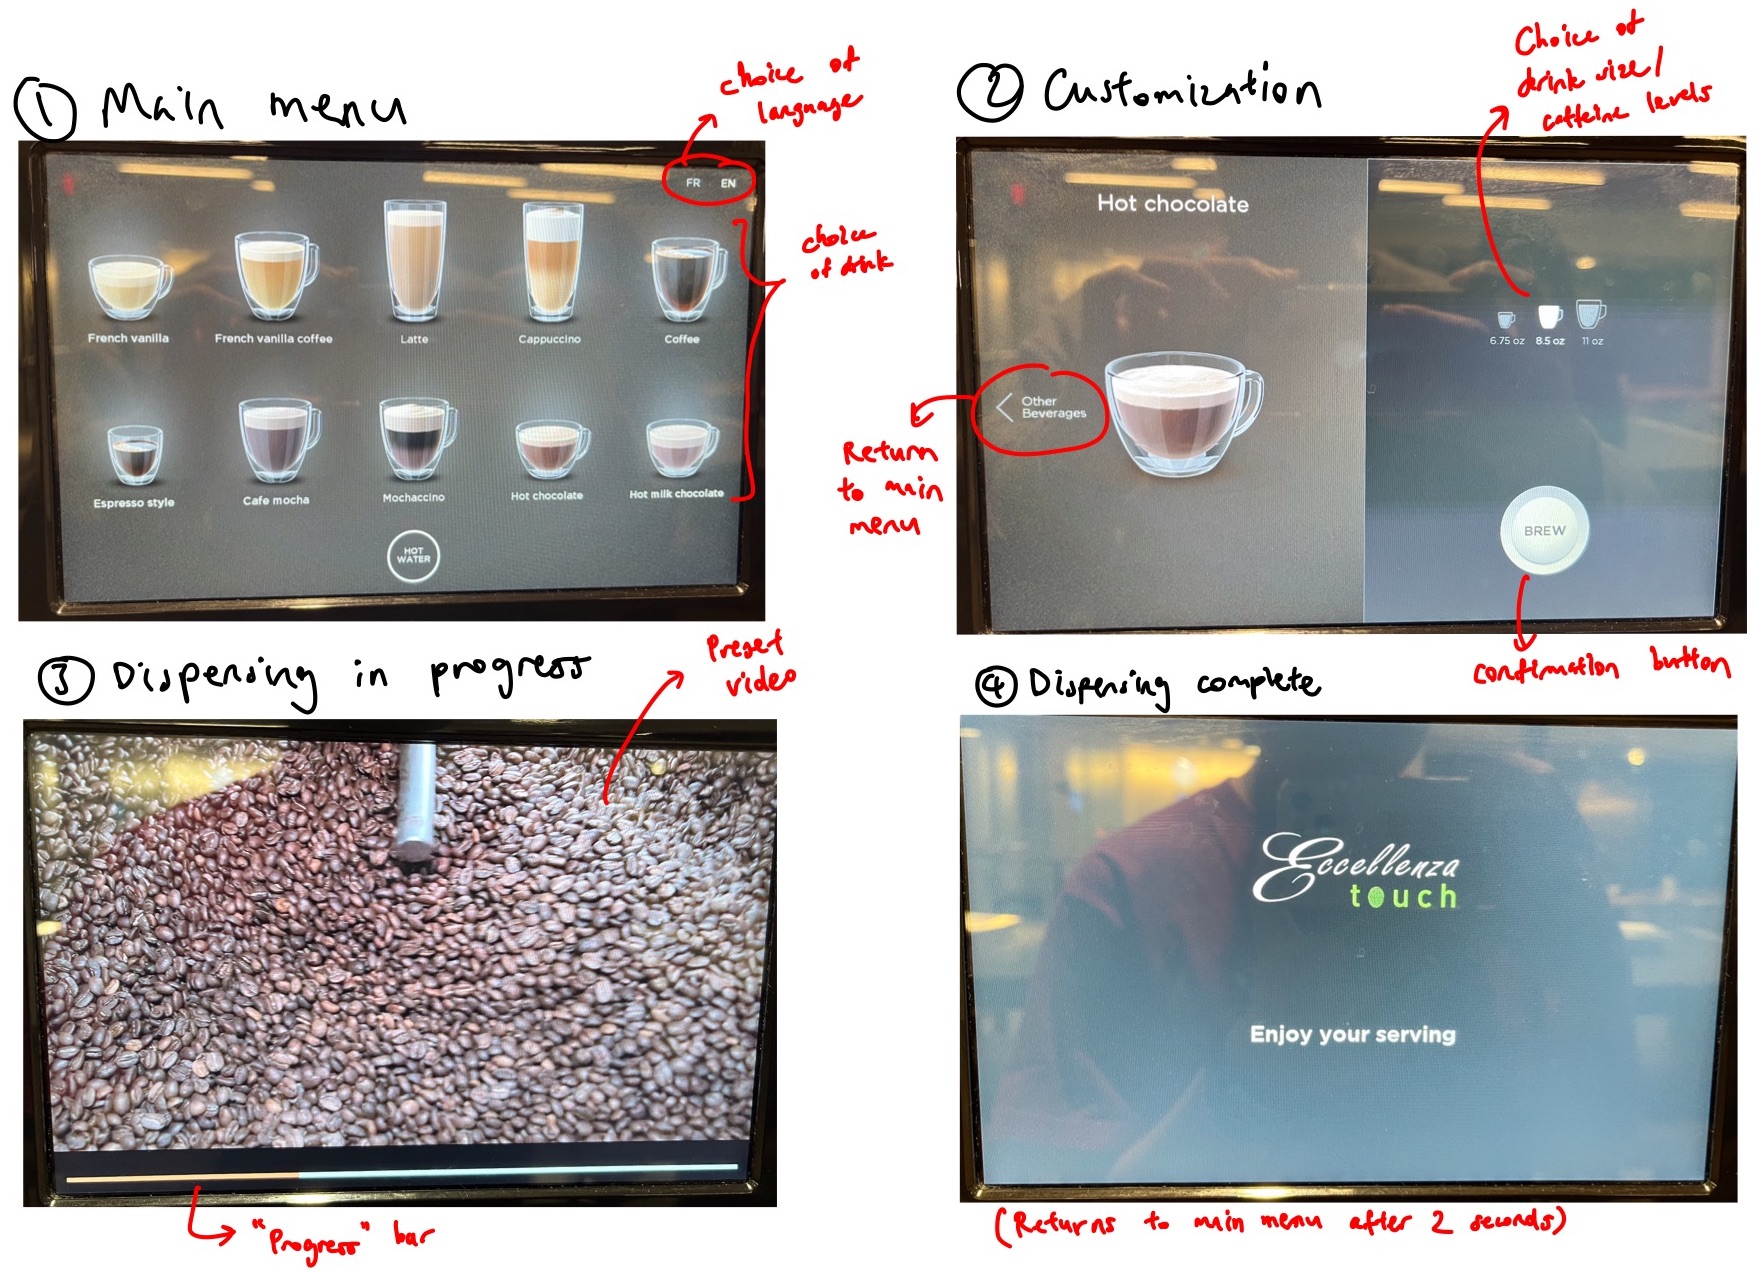 ① Main menu
choice of
language
FR EN
French vanilla
French vanilla coffee
Latte
Cappuccino
Coffee
choice
of drink
Espresso style
Cafe mocha
Mochaccino
Hot chocolate
Hot milk chocolate
HOT
WATER
② Customization
Choice of
drink size/
caffeine levels
Hot chocolate
6.75 oz 8.5 oz 11 oz
Other
Beverages
Return
to main
menu
BREW
confirmation button
③ Dispensing in progress
Preset
video
"Progress" bar
④ Dispensing complete
Eccellenza
touch
Enjoy your serving
(Returns to main menu after 2 seconds)